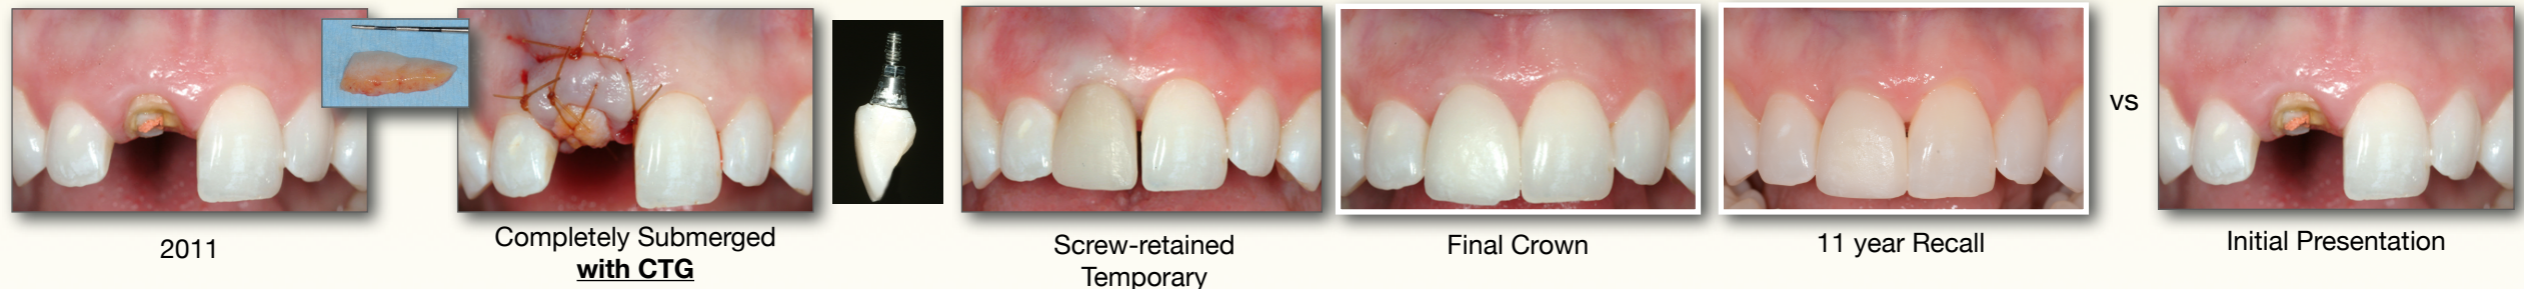 2011
Completely Submerged
with CTG
Screw-retained
Temporary
Final Crown
11 year Recall
vs
Initial Presentation